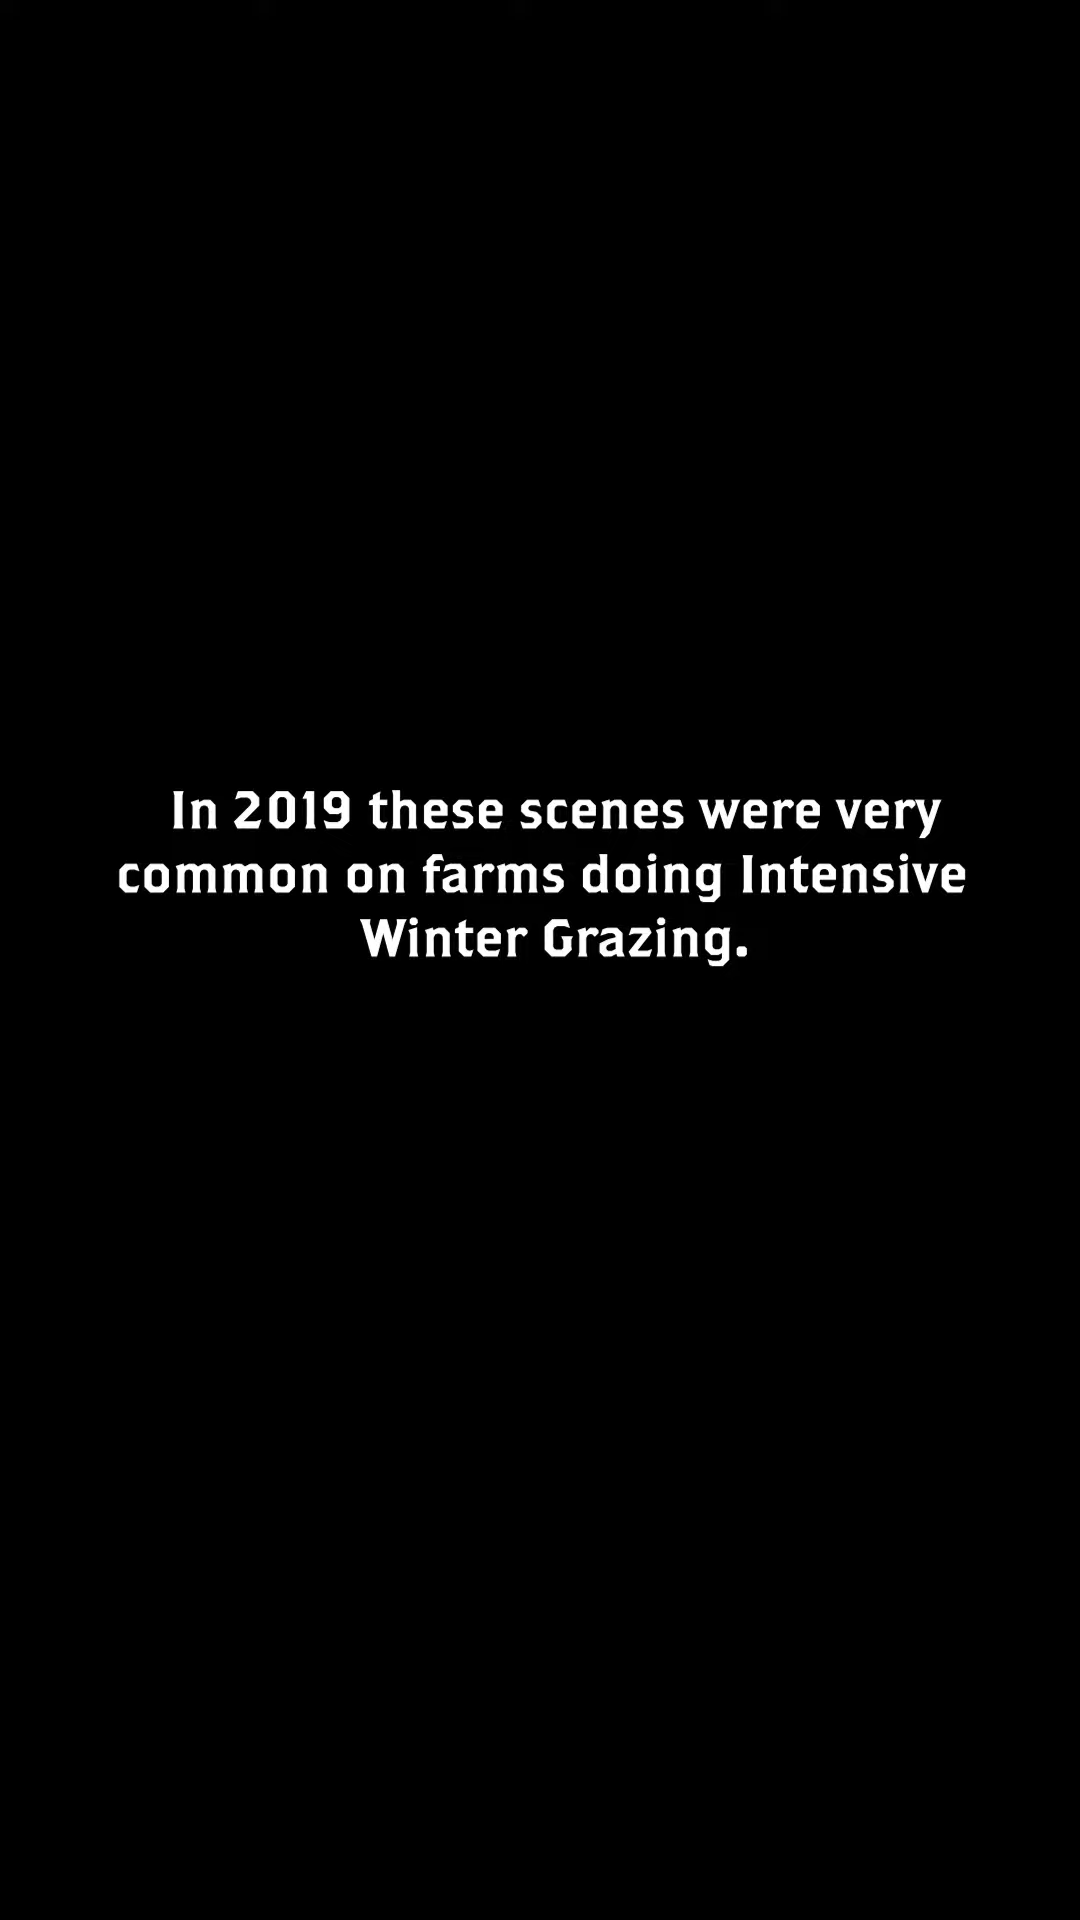 In 2019 these scenes were very
common on farms doing Intensive
Winter Grazing.